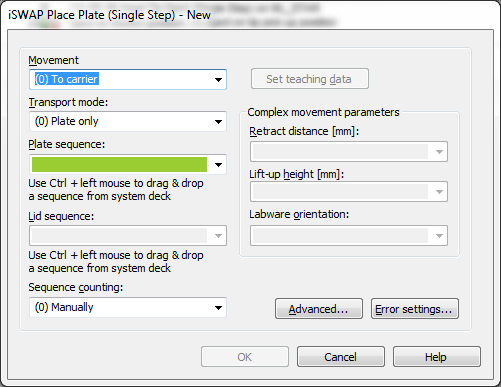 iSWAP Place Plate (Single Step) - New
Movement
(0) To carrier
Set teaching data
Transport mode:
(0) Plate only
Complex movement parameters
Retract distance [mm]:
Plate sequence:
Lift-up height [mm]:
Use Ctrl + left mouse to drag & drop
a sequence from system deck
Lid sequence:
Labware orientation:
Use Ctrl + left mouse to drag & drop
a sequence from system deck
Sequence counting:
(0) Manually
Advanced...
Error settings...
OK
Cancel
Help